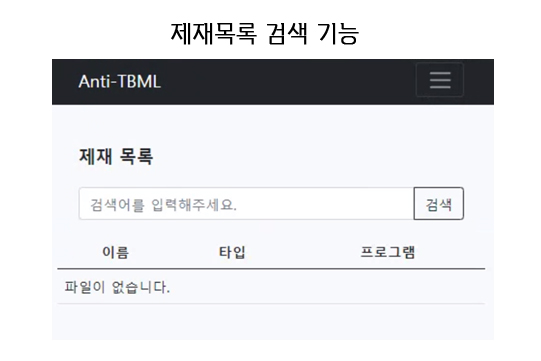 제재목록 검색 기능
Anti-TBML
제재 목록
검색어를 입력해주세요. 검색
이름 타입 프로그램
파일이 없습니다.